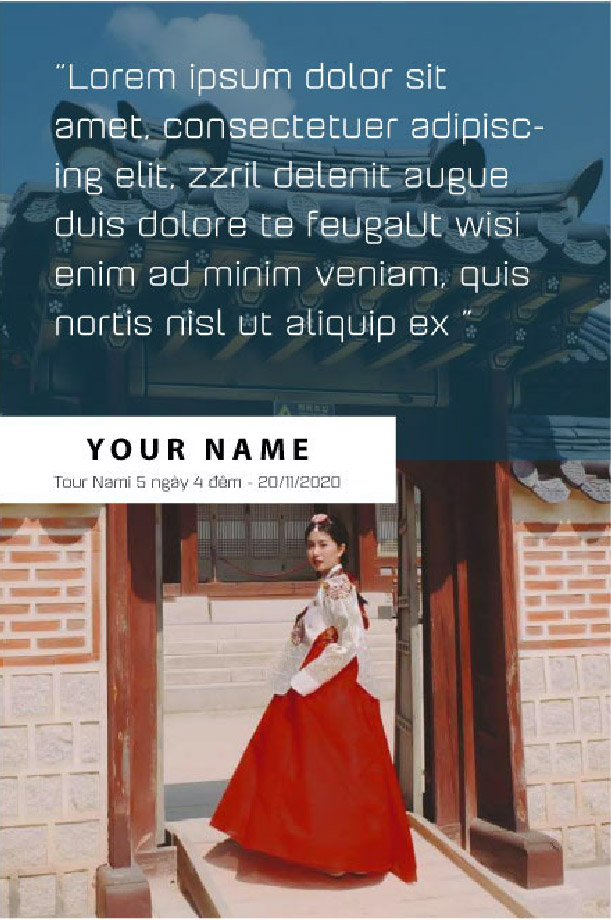 “Lorem ipsum dolor sit
amet, consectetuer adipisc-
ing elit, zzril delenit augue
duis dolore te feugaUt wisi
enim ad minim veniam, quis
nortis nisl ut aliquip ex ”
YOUR NAME
Tour Nami 5 ngày 4 đêm - 20/11/2020